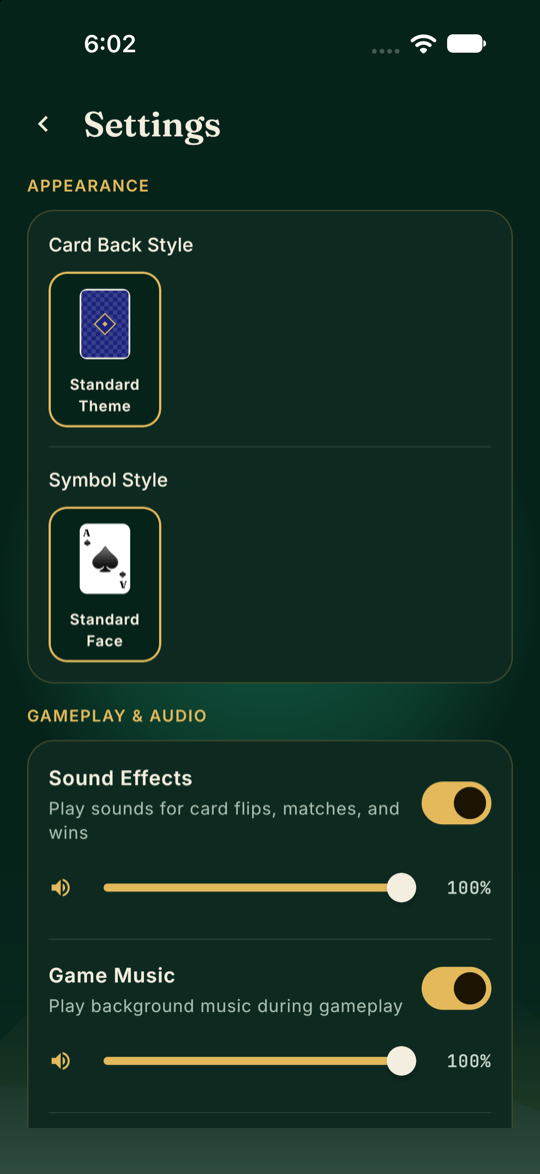 6:02
Settings
APPEARANCE
Card Back Style
Standard
Theme
Symbol Style
A
A
Standard
Face
GAMEPLAY & AUDIO
Sound Effects
Play sounds for card flips, matches, and
wins
100%
Game Music
Play background music during gameplay
100%